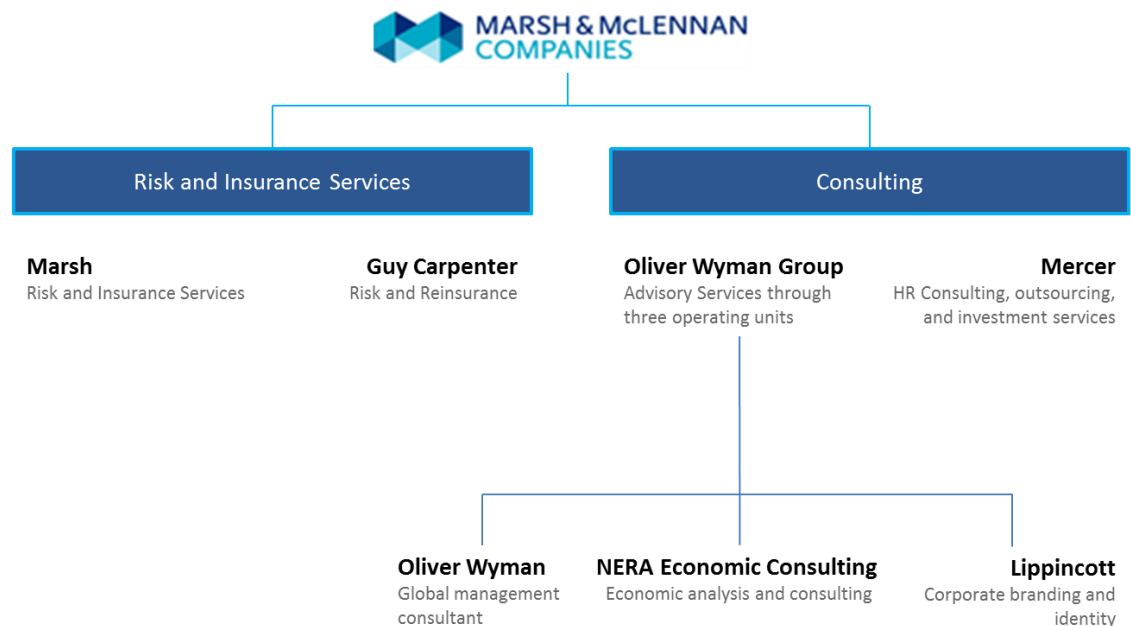 MARSH & MCLENNAN
COMPANIES
Risk and Insurance Services
Consulting
Marsh
Risk and Insurance Services
Guy Carpenter
Risk and Reinsurance
Oliver Wyman Group
Advisory Services through
three operating units
Mercer
HR Consulting, outsourcing,
and investment services
Oliver Wyman
Global management
consultant
NERA Economic Consulting
Economic analysis and consulting
Lippincott
Corporate branding and
identity